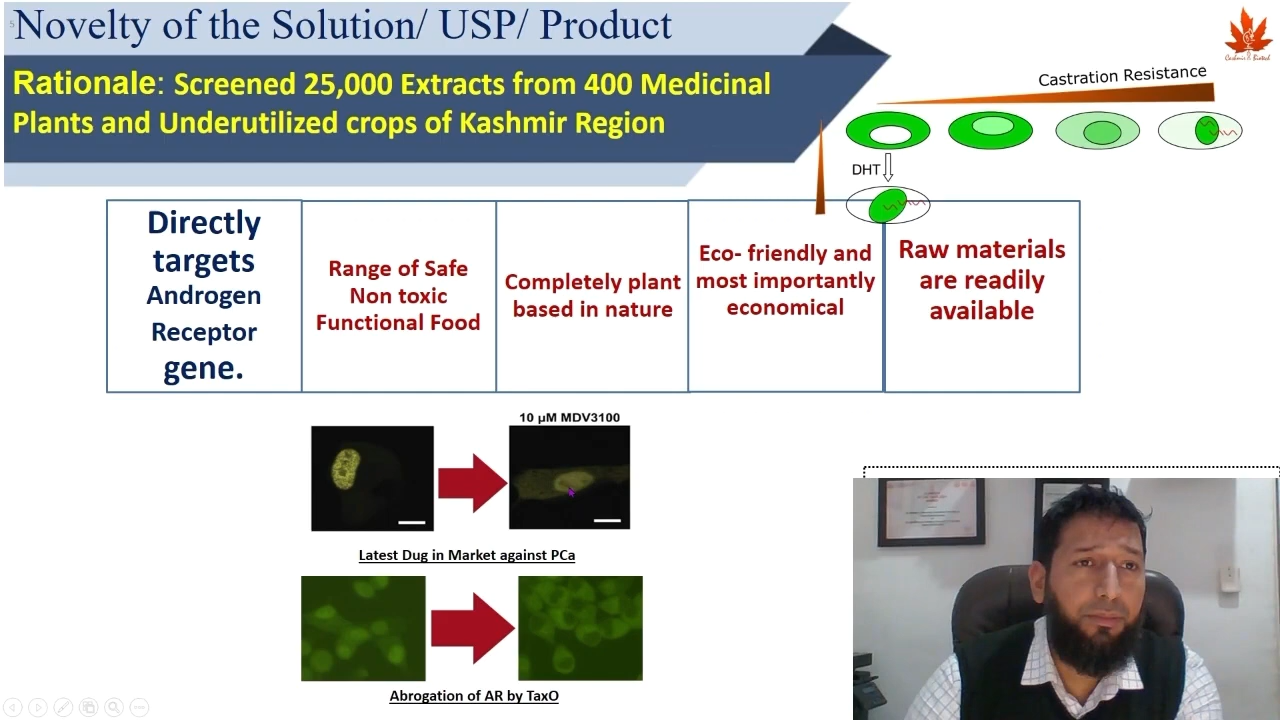 5
Novelty of the Solution/ USP/ Product
Rationale: Screened 25,000 Extracts from 400 Medicinal
Plants and Underutilized crops of Kashmir Region
Cashmir Biotech
Castration Resistance
DHT
Directly
targets
Androgen
Receptor
gene.
Range of Safe
Non toxic
Functional Food
Completely plant
based in nature
Eco- friendly and
most importantly
economical
Raw materials
are readily
available
10 µM MDV3100
Latest Dug in Market against PCa
Abrogation of AR by TaxO